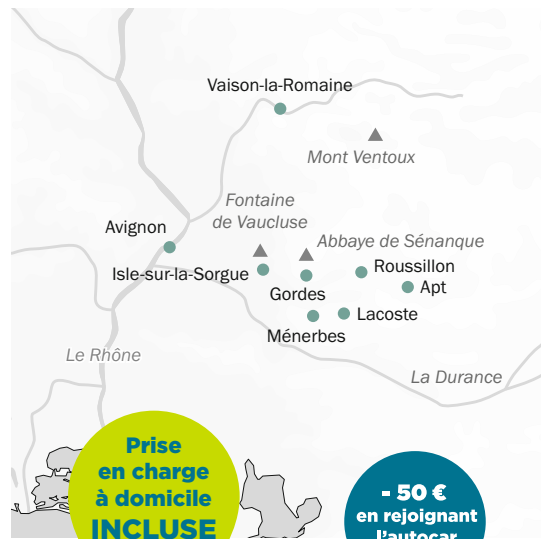 Vaison-la-Romaine
Mont Ventoux
Fontaine
de Vaucluse
Avignon
Abbaye de Sénanque
Isle-sur-la-Sorgue
Roussillon
Gordes
Apt
Lacoste
Ménerbes
Le Rhône
La Durance
Prise
en charge
à domicile
INCLUSE
- 50 €
en rejoignant
l'autocar